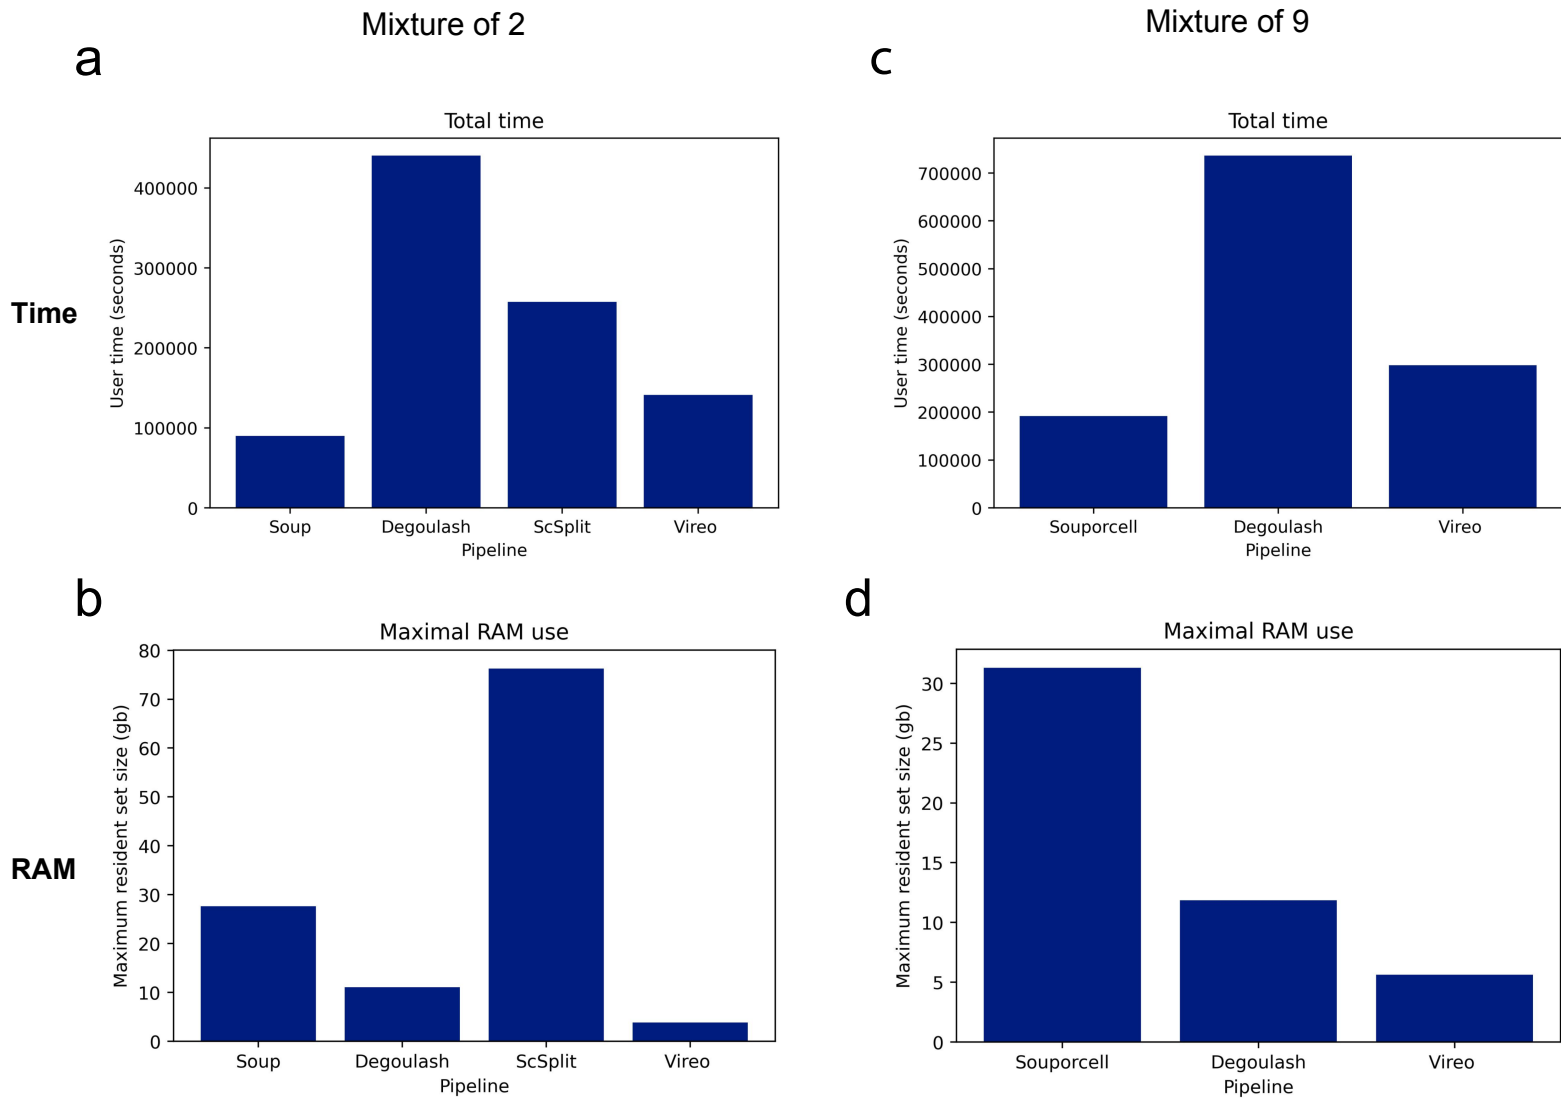 Mixture of 2
Mixture of 9
a
c
Total time
400000
300000
200000
100000
0
User time (seconds)
Soup Degoulash ScSplit Vireo
Pipeline
Total time
700000
600000
500000
400000
300000
200000
100000
0
User time (seconds)
Souporcell Degoulash Vireo
Pipeline
Time
b
d
Maximal RAM use
80
70
60
50
40
30
20
10
0
Maximum resident set size (gb)
Soup Degoulash ScSplit Vireo
Pipeline
Maximal RAM use
30
25
20
15
10
5
0
Maximum resident set size (gb)
Souporcell Degoulash Vireo
Pipeline
RAM